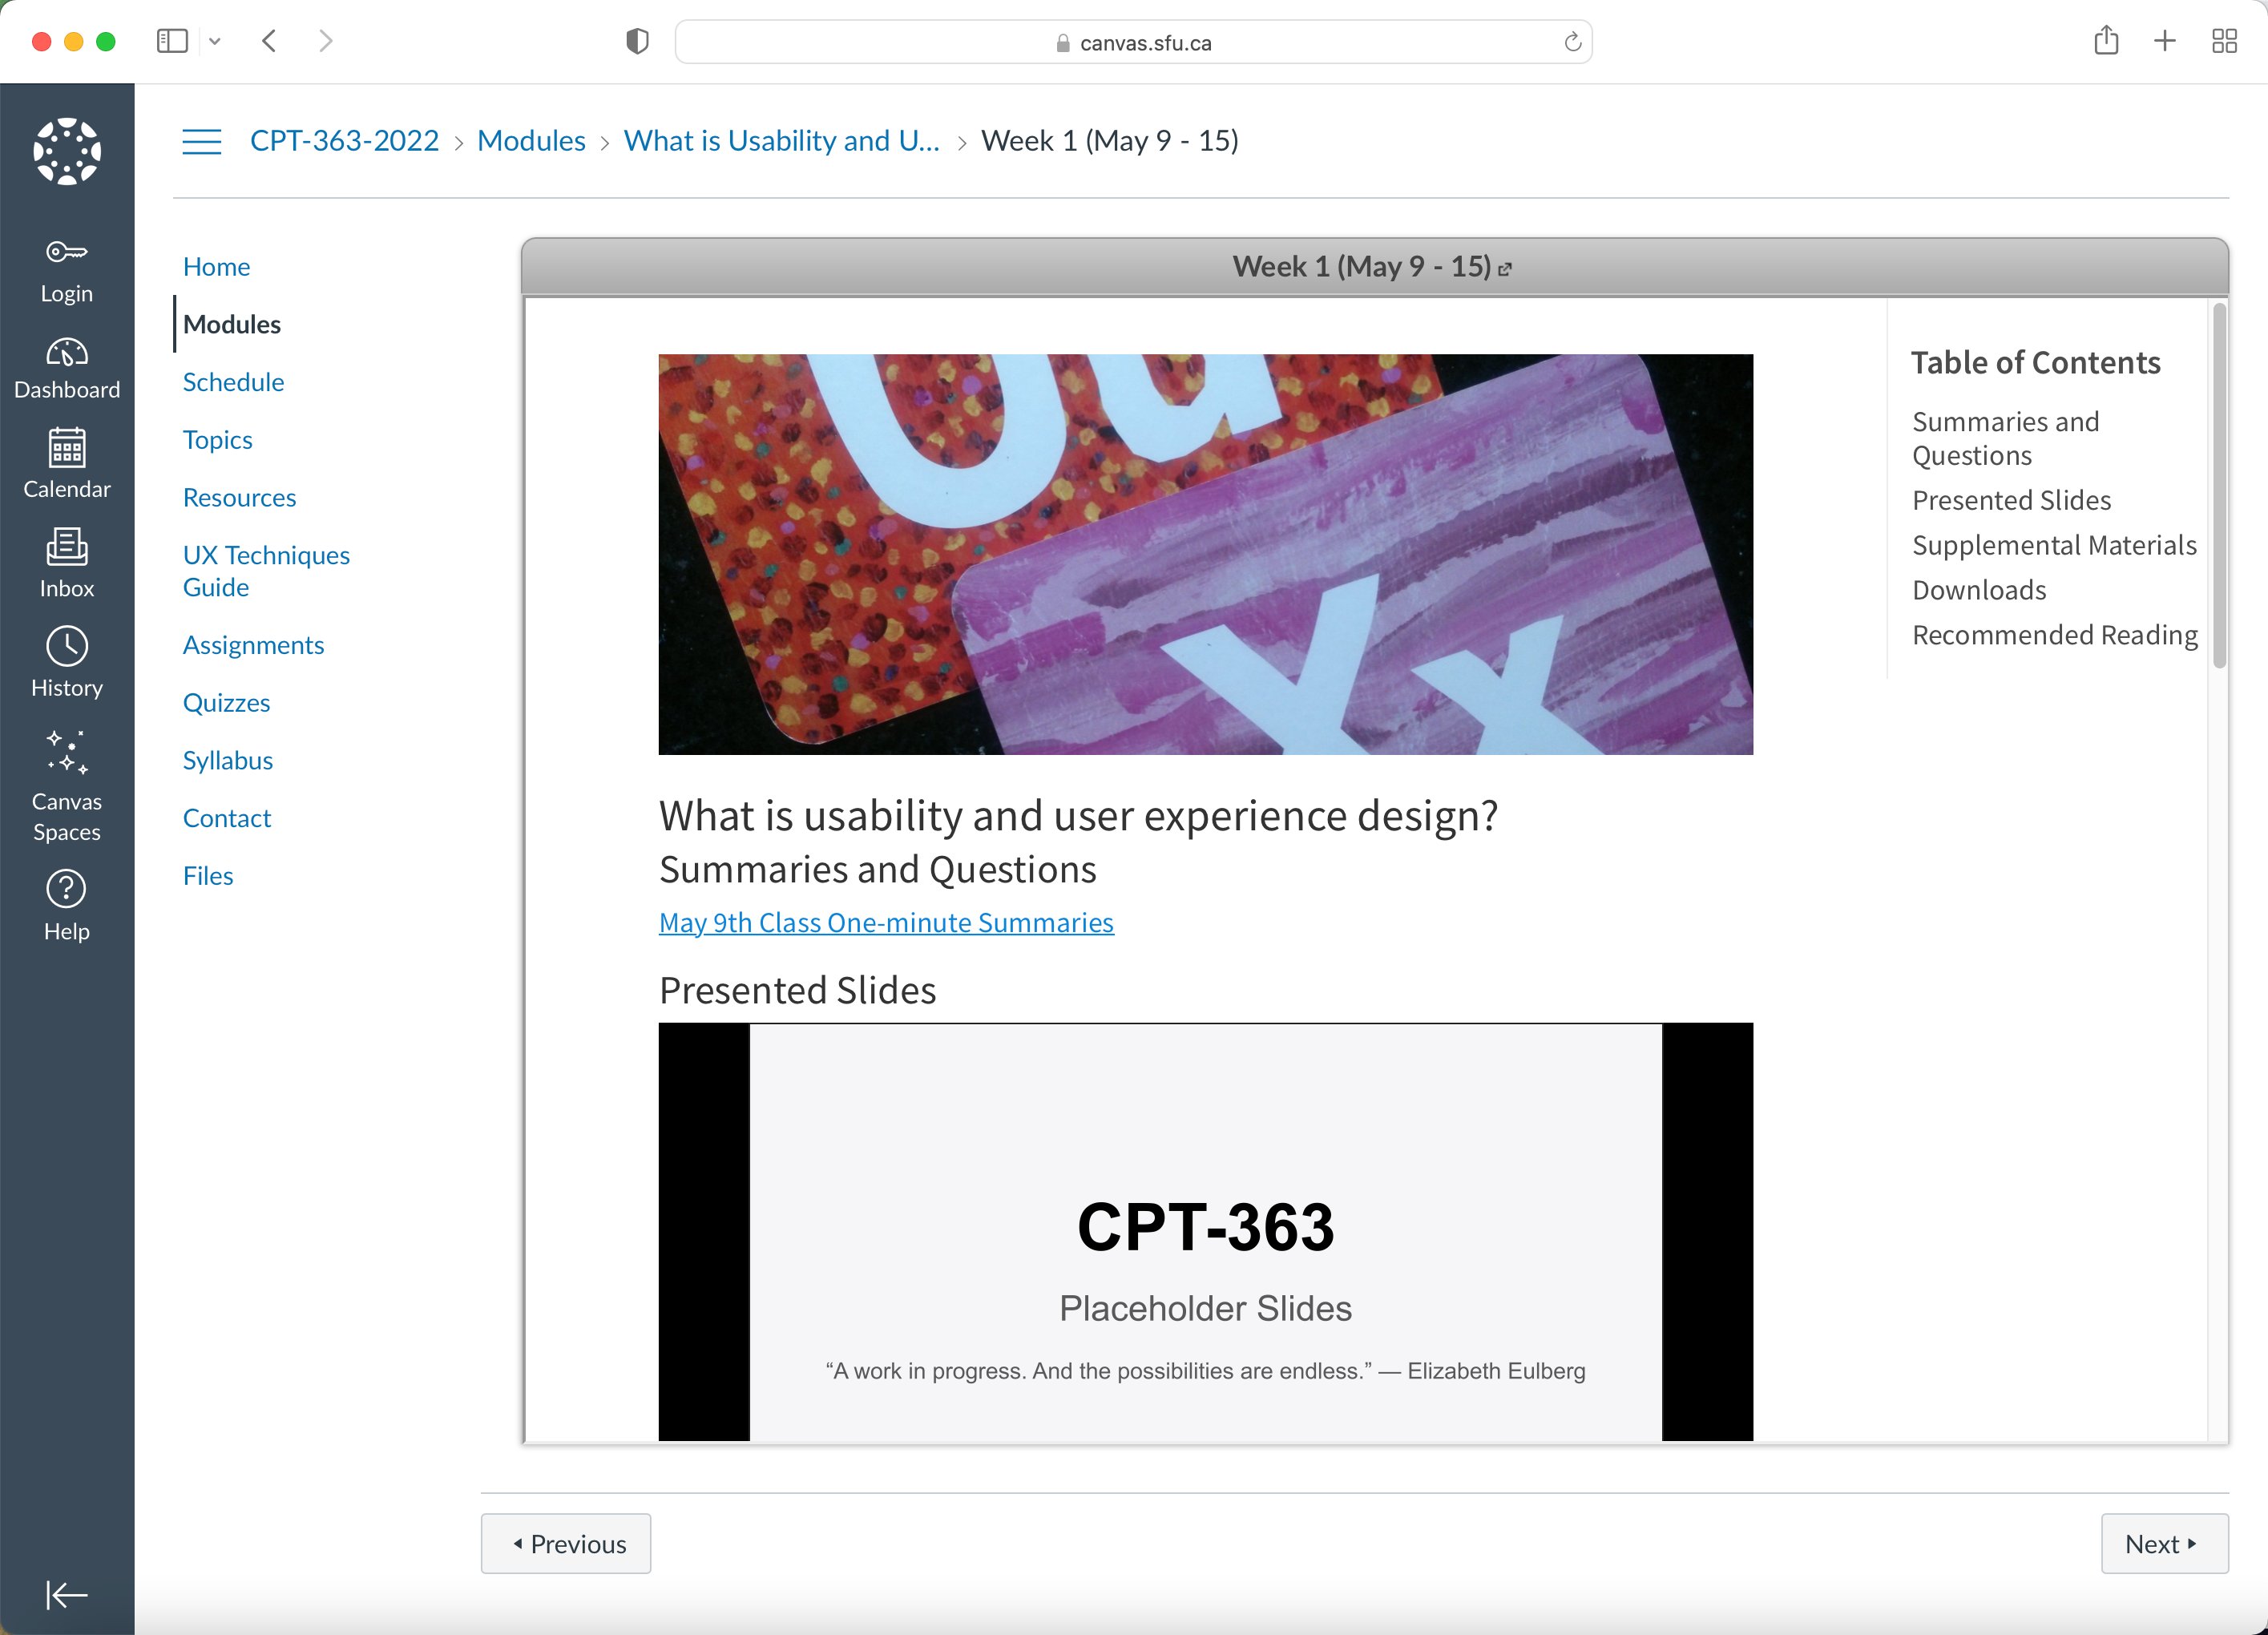 canvas.sfu.ca
CPT-363-2022 > Modules > What is Usability and U... > Week 1 (May 9 - 15)
Login
Dashboard
Calendar
Inbox
History
Canvas
Spaces
Help
Home
Modules
Schedule
Topics
Resources
UX Techniques
Guide
Assignments
Quizzes
Syllabus
Contact
Files
Week 1 (May 9 - 15)
Uu
Xx
What is usability and user experience design?
Summaries and Questions
May 9th Class One-minute Summaries
Presented Slides
CPT-363
Placeholder Slides
“A work in progress. And the possibilities are endless.” — Elizabeth Eulberg
Table of Contents
Summaries and
Questions
Presented Slides
Supplemental Materials
Downloads
Recommended Reading
Previous
Next